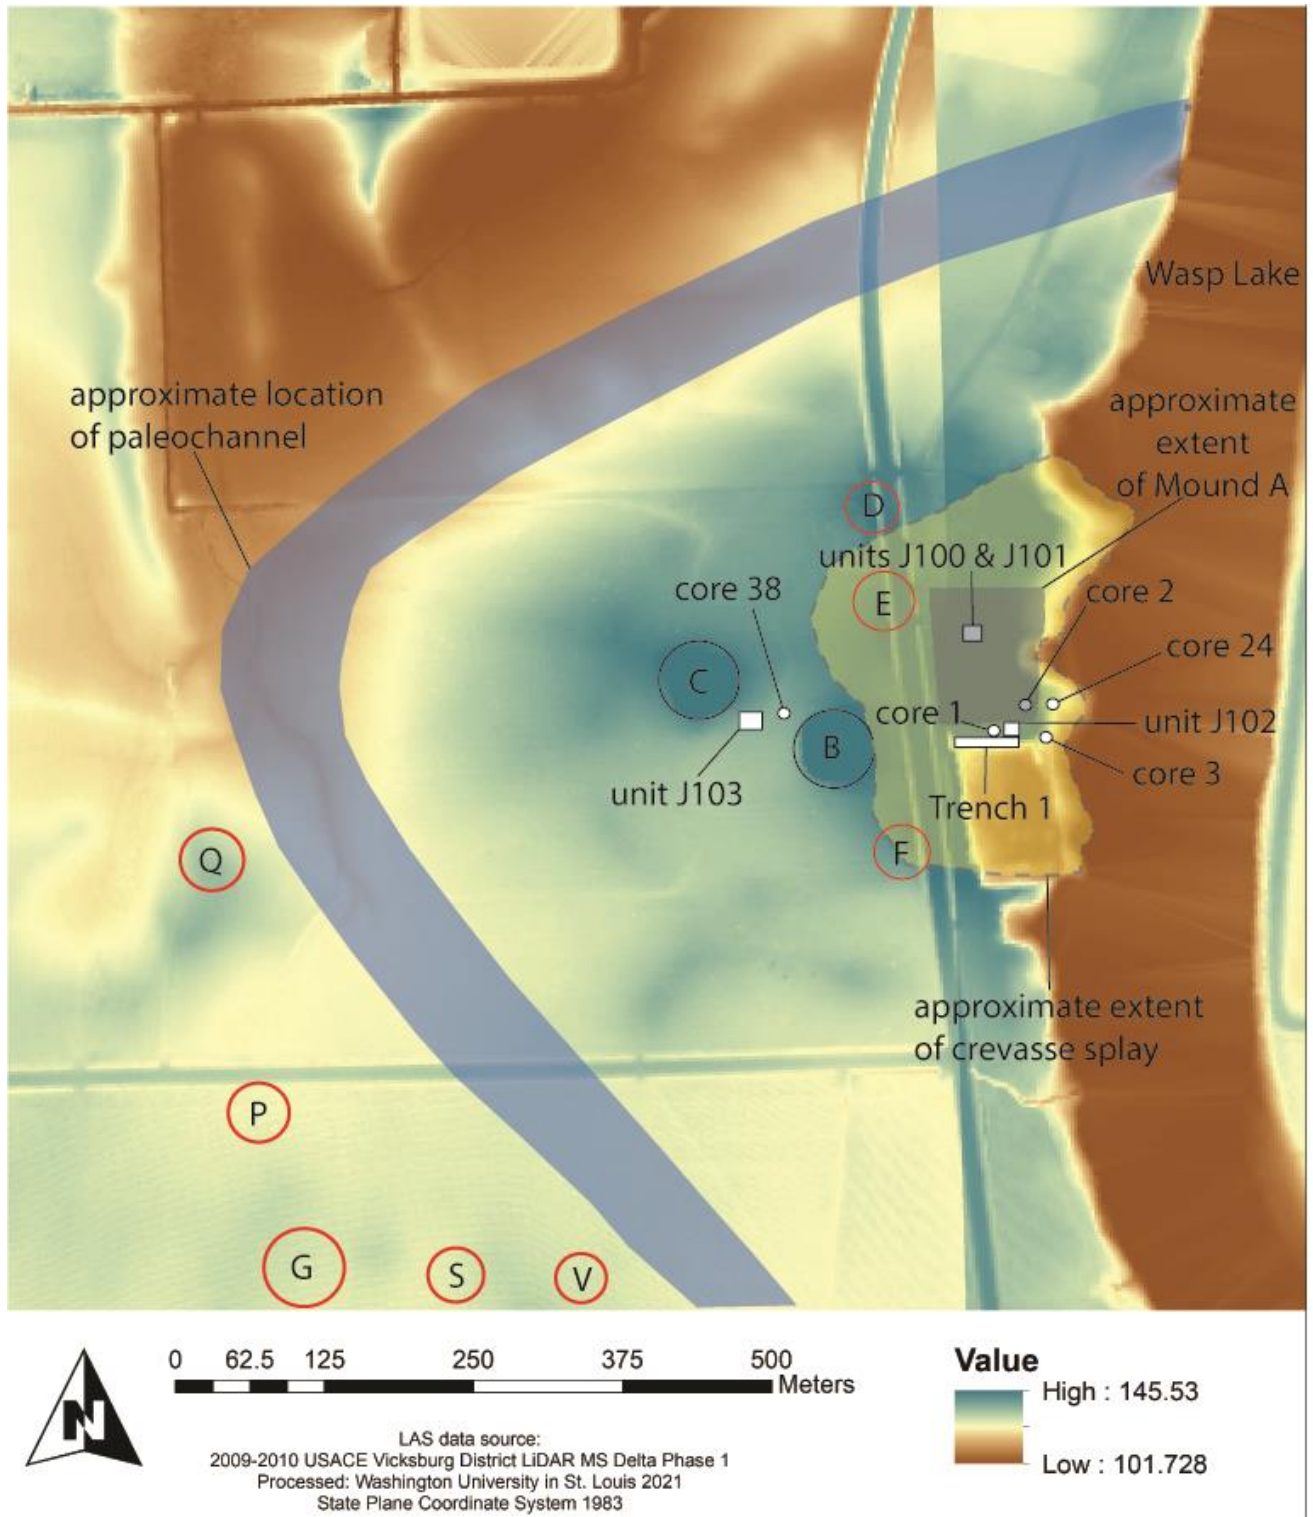 Wasp Lake
approximate location
of paleochannel
approximate
extent
of Mound A
D
units J100 & J101
core 38
E
core 2
core 24
C
core 1
unit J102
B
unit J103
core 3
Trench 1
Q
F
approximate extent
of crevasse splay
P
G
S
V
N
0 62.5 125 250 375 500
Meters
LAS data source:
2009-2010 USACE Vicksburg District LiDAR MS Delta Phase 1
Processed: Washington University in St. Louis 2021
State Plane Coordinate System 1983
Value
High : 145.53
Low : 101.728